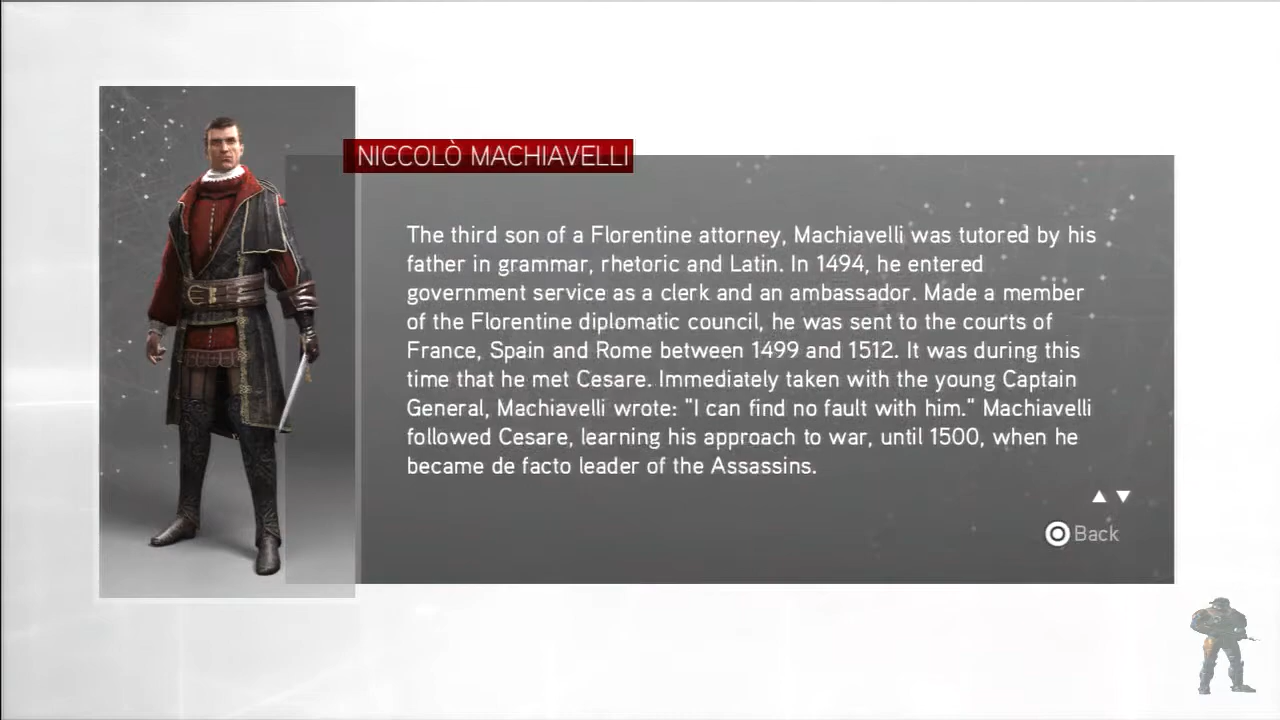 NICCOLÒ MACHIAVELLI
The third son of a Florentine attorney, Machiavelli was tutored by his
father in grammar, rhetoric and Latin. In 1494, he entered
government service as a clerk and an ambassador. Made a member
of the Florentine diplomatic council, he was sent to the courts of
France, Spain and Rome between 1499 and 1512. It was during this
time that he met Cesare. Immediately taken with the young Captain
General, Machiavelli wrote: "I can find no fault with him." Machiavelli
followed Cesare, learning his approach to war, until 1500, when he
became de facto leader of the Assassins.
Back